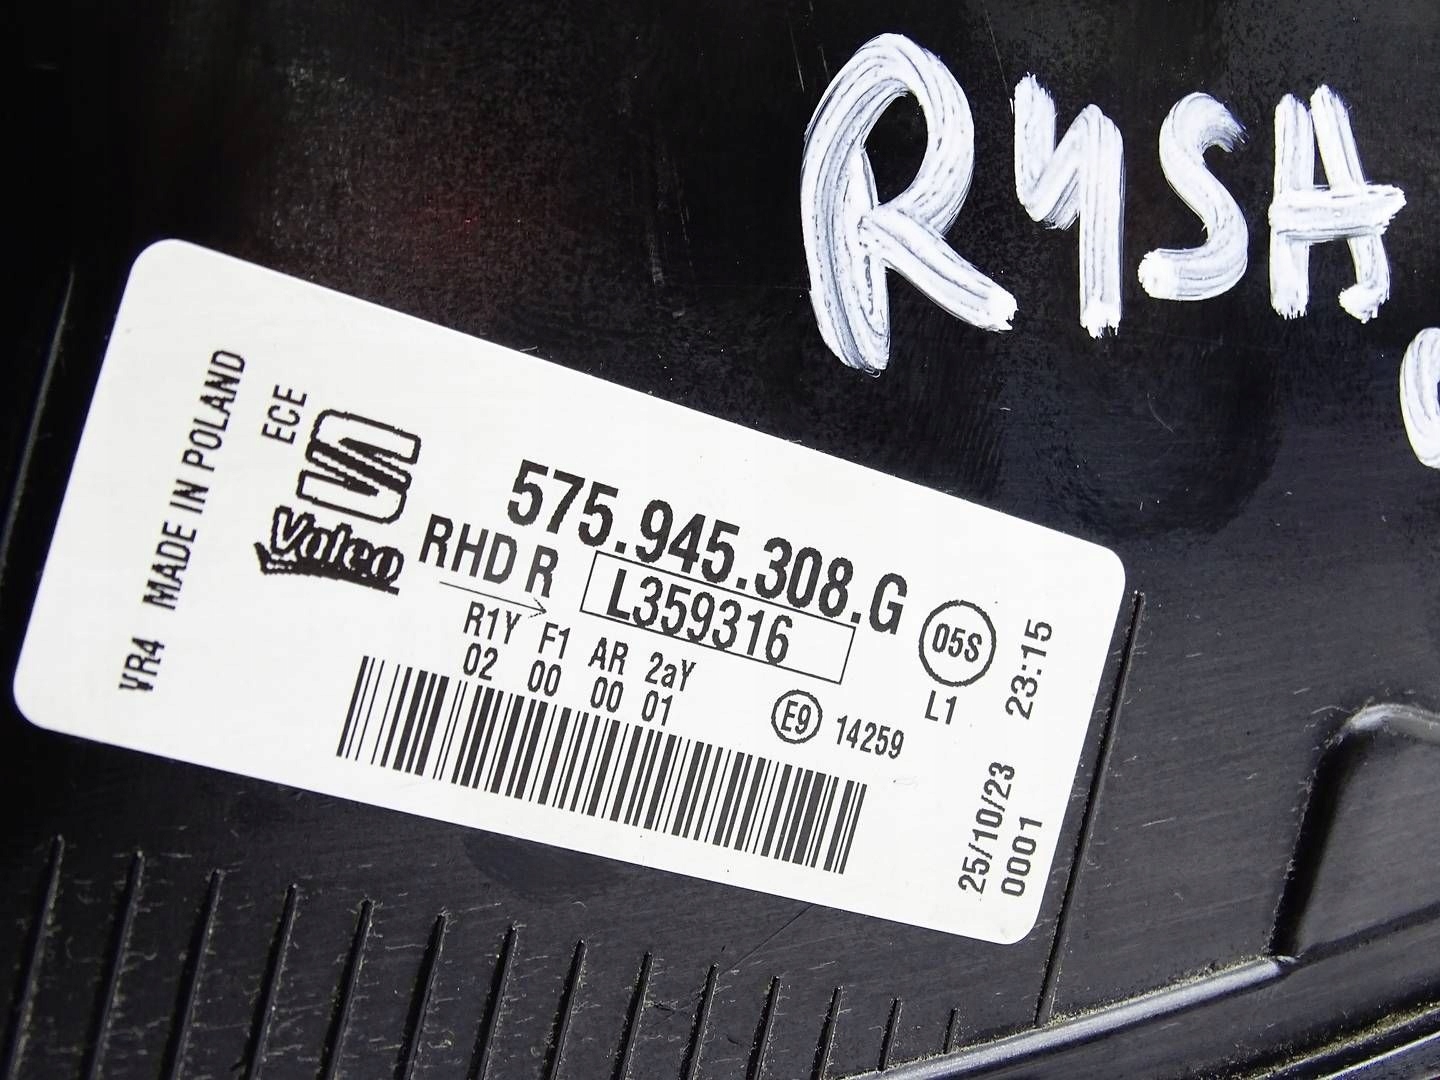 RYSA
VR4 MADE IN POLAND
ECE
Valeo
575.945.308.G
RHD R
L359316
R1Y F1 AR 2aY
02 00 00 01
E9 14259
05S
L1
23:15
25/10/23
0001